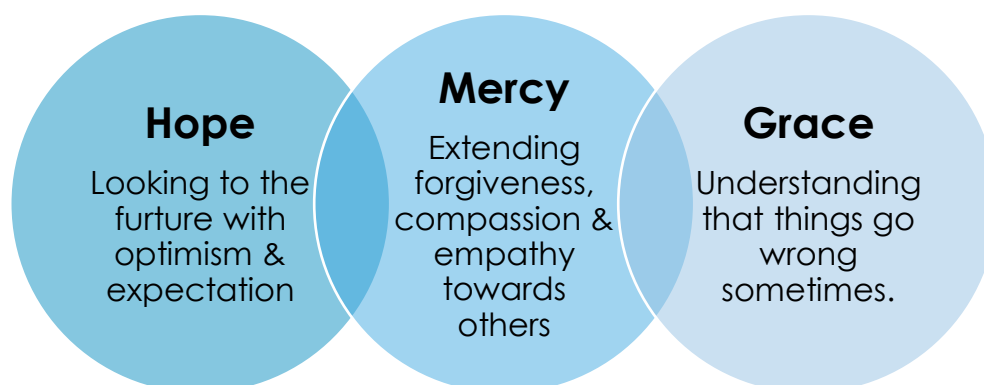 Hope
Looking to the
furture with
optimism &
expectation
Mercy
Extending
forgiveness,
compassion &
empathy
towards
others
Grace
Understanding
that things go
wrong
sometimes.